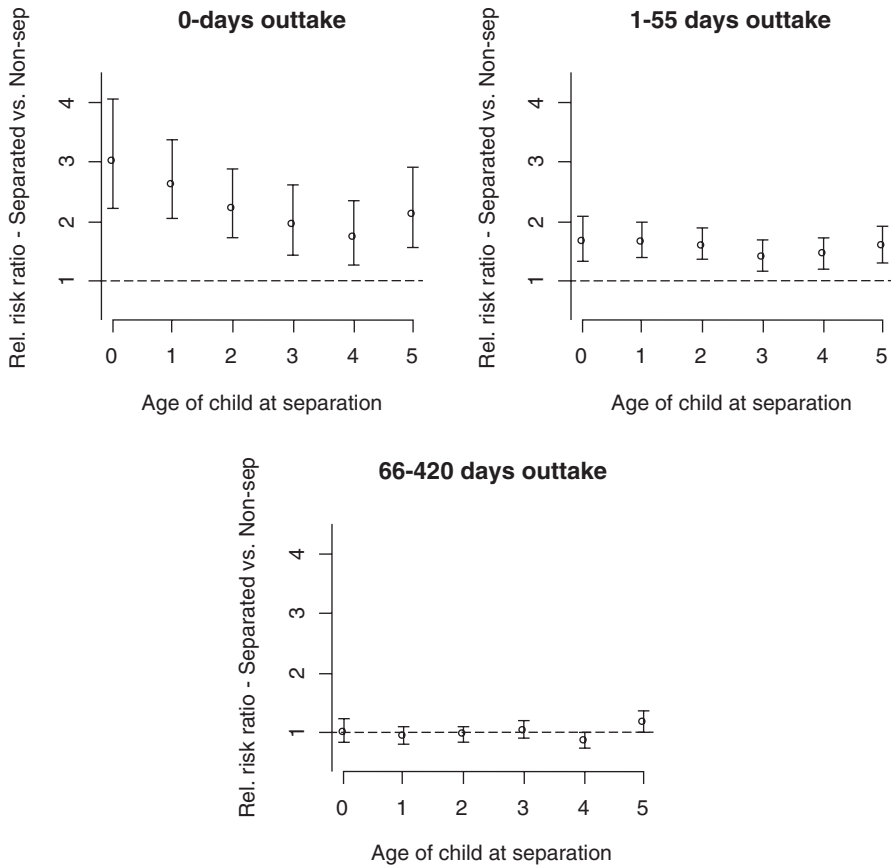 0-days outtake
Rel. risk ratio - Separated vs. Non-sep
4
3
2
1
0 1 2 3 4 5
Age of child at separation
1-55 days outtake
Rel. risk ratio - Separated vs. Non-sep
4
3
2
1
0 1 2 3 4 5
Age of child at separation
66-420 days outtake
Rel. risk ratio - Separated vs. Non-sep
4
3
2
1
0 1 2 3 4 5
Age of child at separation